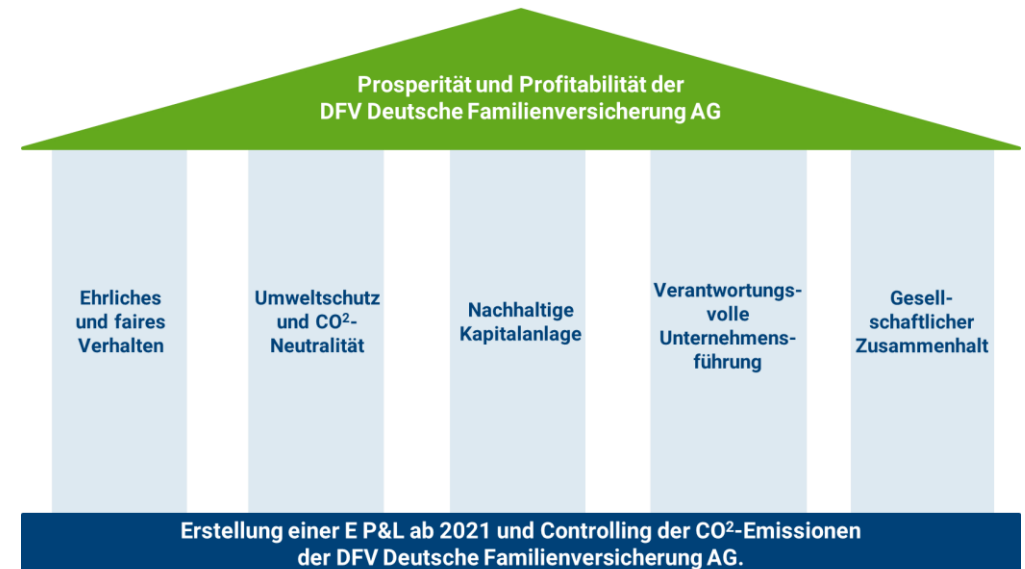 Prosperität und Profitabilität der
DFV Deutsche Familienversicherung AG
Ehrliches
und faires
Verhalten
Umweltschutz
und CO²-
Neutralität
Nachhaltige
Kapitalanlage
Verantwortungs-
volle
Unternehmens-
führung
Gesell-
schaftlicher
Zusammenhalt
Erstellung einer E P&L ab 2021 und Controlling der CO²-Emissionen
der DFV Deutsche Familienversicherung AG.